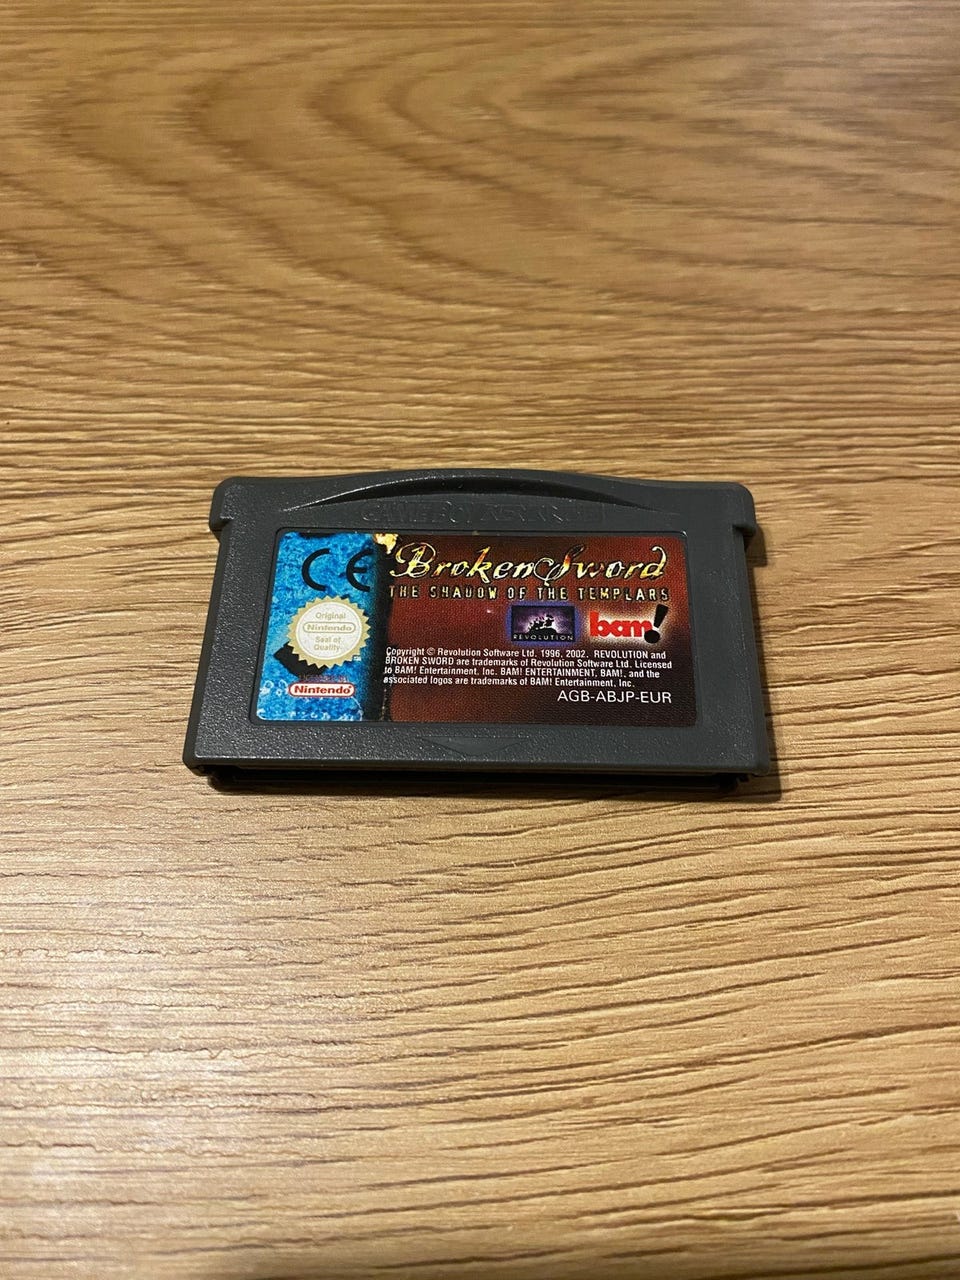 GAME BOY ADVANCE
CE
Broken Sword
THE SHADOW OF THE TEMPLARS
Original
Nintendo
Seal of
Quality
Nintendo
REVOLUTION
bam!
Copyright © Revolution Software Ltd. 1996, 2002. REVOLUTION and
BROKEN SWORD are trademarks of Revolution Software Ltd. Licensed
to BAM! Entertainment, Inc. BAM! ENTERTAINMENT, BAM!, and the
associated logos are trademarks of BAM! Entertainment, Inc.
AGB-ABJP-EUR